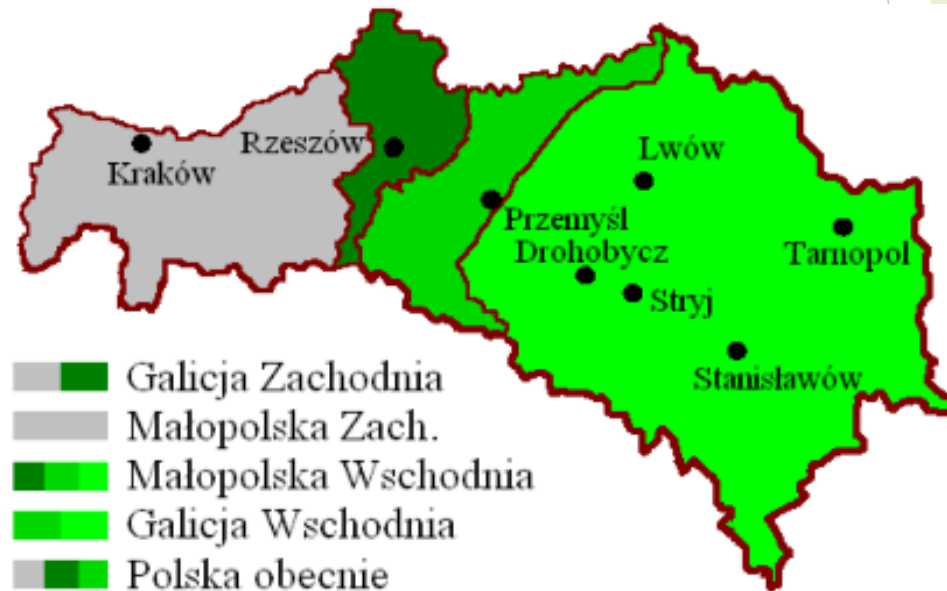 Lwów
Rzeszów
Kraków
Przemyśl
Tarnopol
Drohobycz
Stryj
Stanisławów
Galicja Zachodnia
Małopolska Zach.
Małopolska Wschodnia
Galicja Wschodnia
Polska obecnie